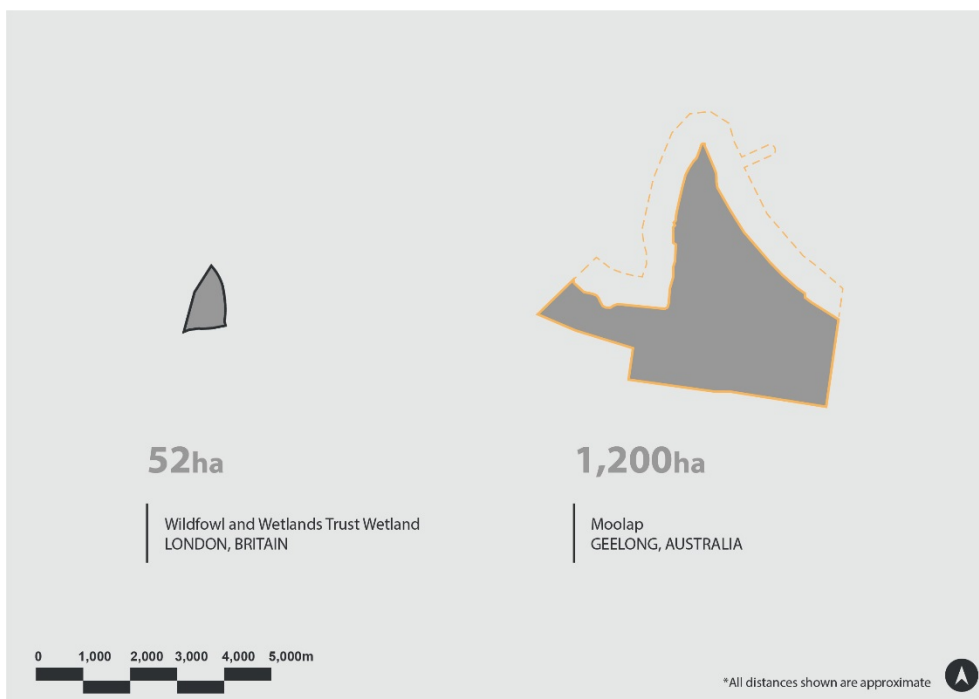 52ha
Wildfowl and Wetlands Trust Wetland
LONDON, BRITAIN
1,200ha
Moolap
GEELONG, AUSTRALIA
0 1,000 2,000 3,000 4,000 5,000m
*All distances shown are approximate